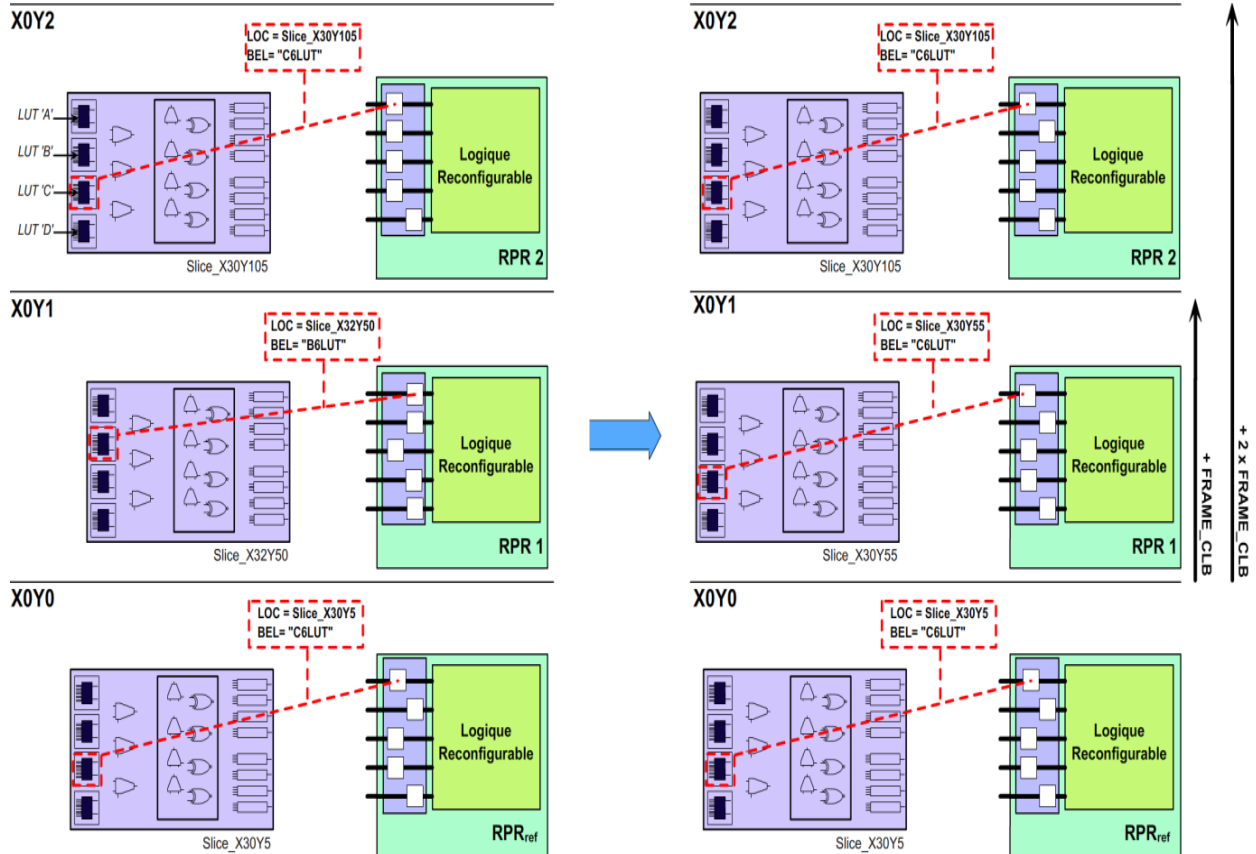 X0Y2
LOC = Slice_X30Y105
BEL= "C6LUT"
LUT 'A'
LUT 'B'
LUT 'C'
LUT 'D'
Slice_X30Y105
Logique
Reconfigurable
RPR 2
X0Y1
LOC = Slice_X32Y50
BEL= "B6LUT"
Slice_X32Y50
Logique
Reconfigurable
RPR 1
X0Y0
LOC = Slice_X30Y5
BEL= "C6LUT"
Slice_X30Y5
Logique
Reconfigurable
RPRref
X0Y2
LOC = Slice_X30Y105
BEL= "C6LUT"
Slice_X30Y105
Logique
Reconfigurable
RPR 2
X0Y1
LOC = Slice_X30Y55
BEL= "C6LUT"
Slice_X30Y55
Logique
Reconfigurable
RPR 1
X0Y0
LOC = Slice_X30Y5
BEL= "C6LUT"
Slice_X30Y5
Logique
Reconfigurable
RPRref
+ FRAME_CLB
+ 2 x FRAME_CLB